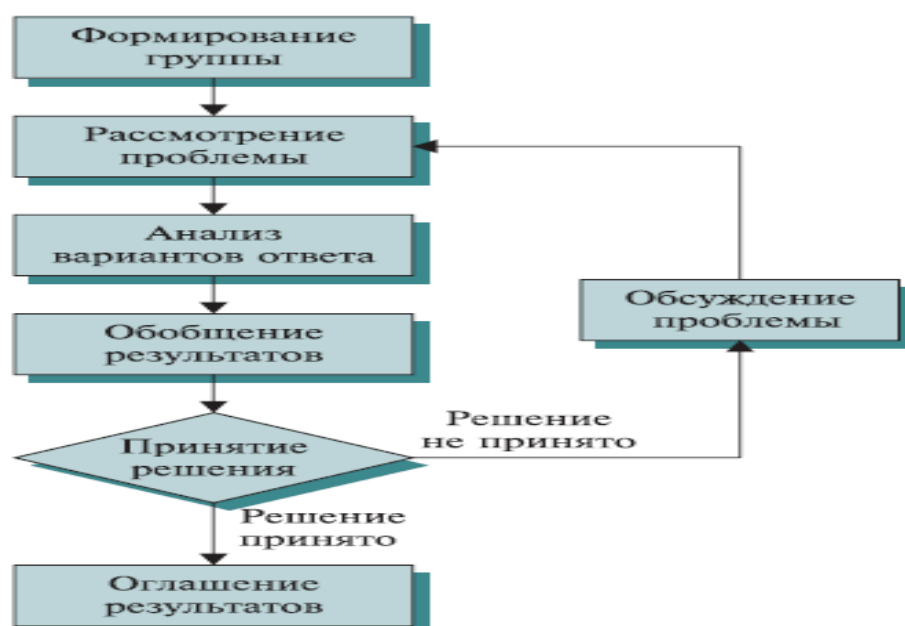 Формирование
группы
Рассмотрение
проблемы
Анализ
вариантов ответа
Обобщение
результатов
Обсуждение
проблемы
Принятие
решения
Решение
не принято
Решение
принято
Оглашение
результатов